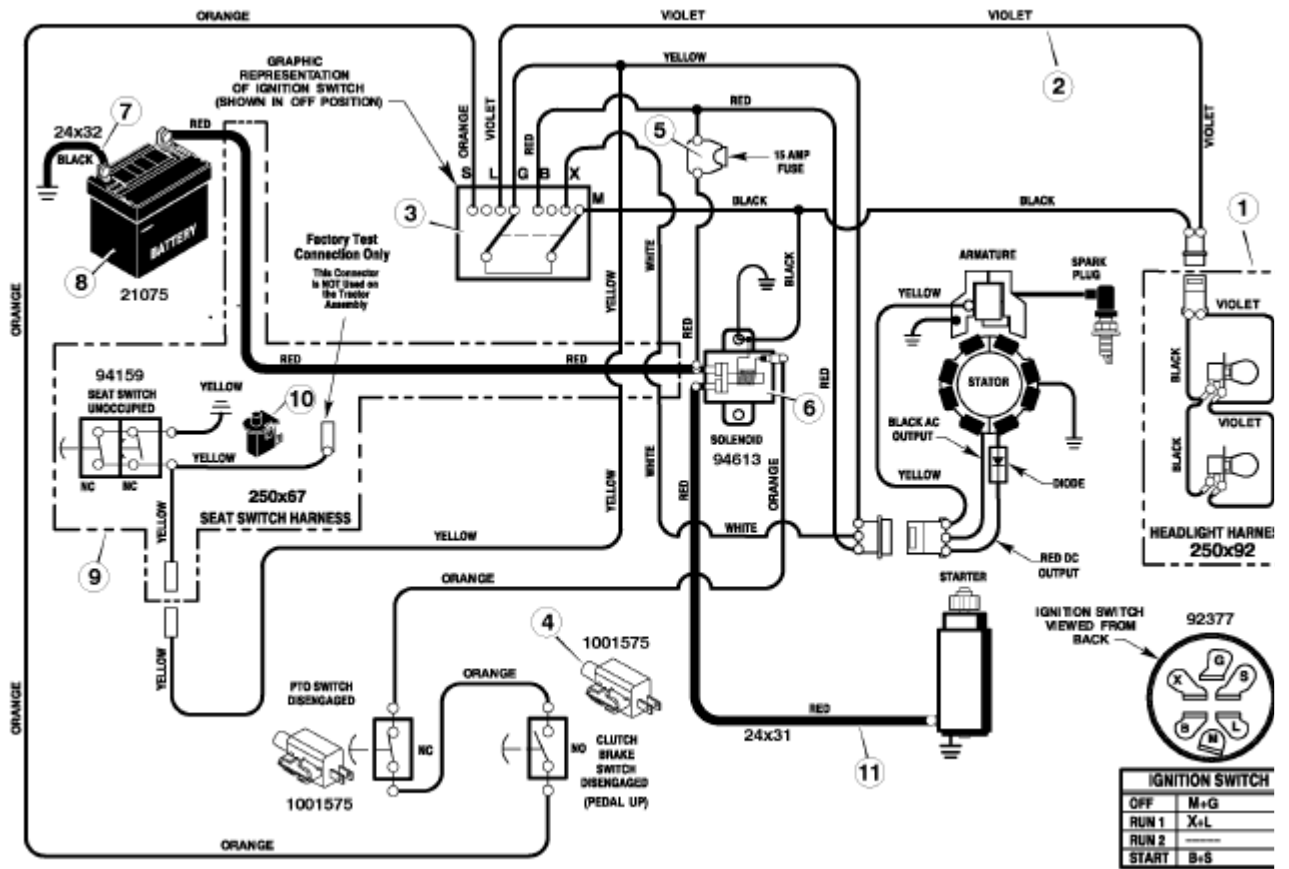 ORANGE
VIOLET
VIOLET
YELLOW
2
GRAPHIC
REPRESENTATION
OF IGNITION SWITCH
(SHOWN IN OFF POSITION)
7
24x32
BLACK
RED
ORANGE
VIOLET
RED
RED
5
15 AMP
FUSE
VIOLET
S L G B X
M
3
BLACK
BLACK
1
BATTERY
8
21075
Factory Test
Connection Only
This Connector
is NOT Used on
the Tractor
Assembly
WHITE
YELLOW
BLACK
ARMATURE
SPARK
PLUG
YELLOW
VIOLET
ORANGE
RED
RED
RED
RED
BLACK
94159
SEAT SWITCH
UNOCCUPIED
YELLOW
10
6
STATOR
YELLOW
NC NC
SOLENOID
94613
BLACK AC
OUTPUT
VIOLET
BLACK
250x67
SEAT SWITCH HARNESS
YELLOW
YELLOW
WHITE
RED
ORANGE
YELLOW
DIODE
9
YELLOW
WHITE
HEADLIGHT HARNE
250x92
RED DC
OUTPUT
ORANGE
STARTER
4
1001575
IGNITION SWITCH
VIEWED FROM
BACK
92377
YELLOW
ORANGE
ORANGE
PTO SWITCH
DISENGAGED
NC
NO
CLUTCH
BRAKE
SWITCH
DISENGAGED
(PEDAL UP)
RED
24x31
11
G
X S
B L
M
1001575
IGNITION SWITCH
OFF M+G
RUN 1 X+L
RUN 2 -----
START B+S
ORANGE